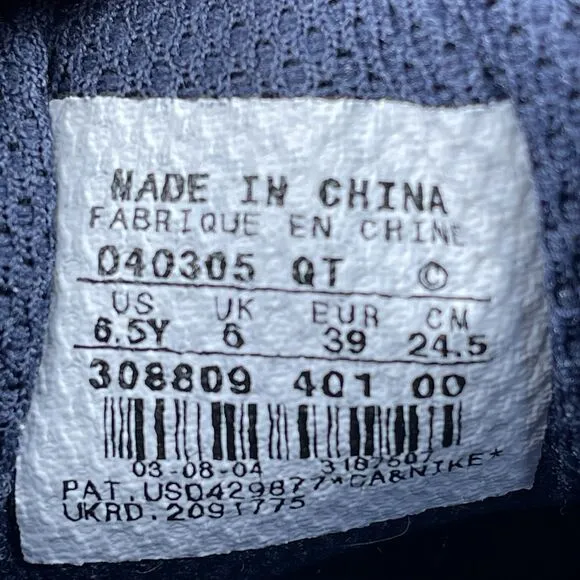 MADE IN CHINA
FABRIQUE EN CHINE
040305 QT ©
US UK EUR CM
6.5Y 6 39 24.5
308809 401 00
03-08-04 3187607
PAT.USD429877*CA&NIKE*
UKRD.2091775